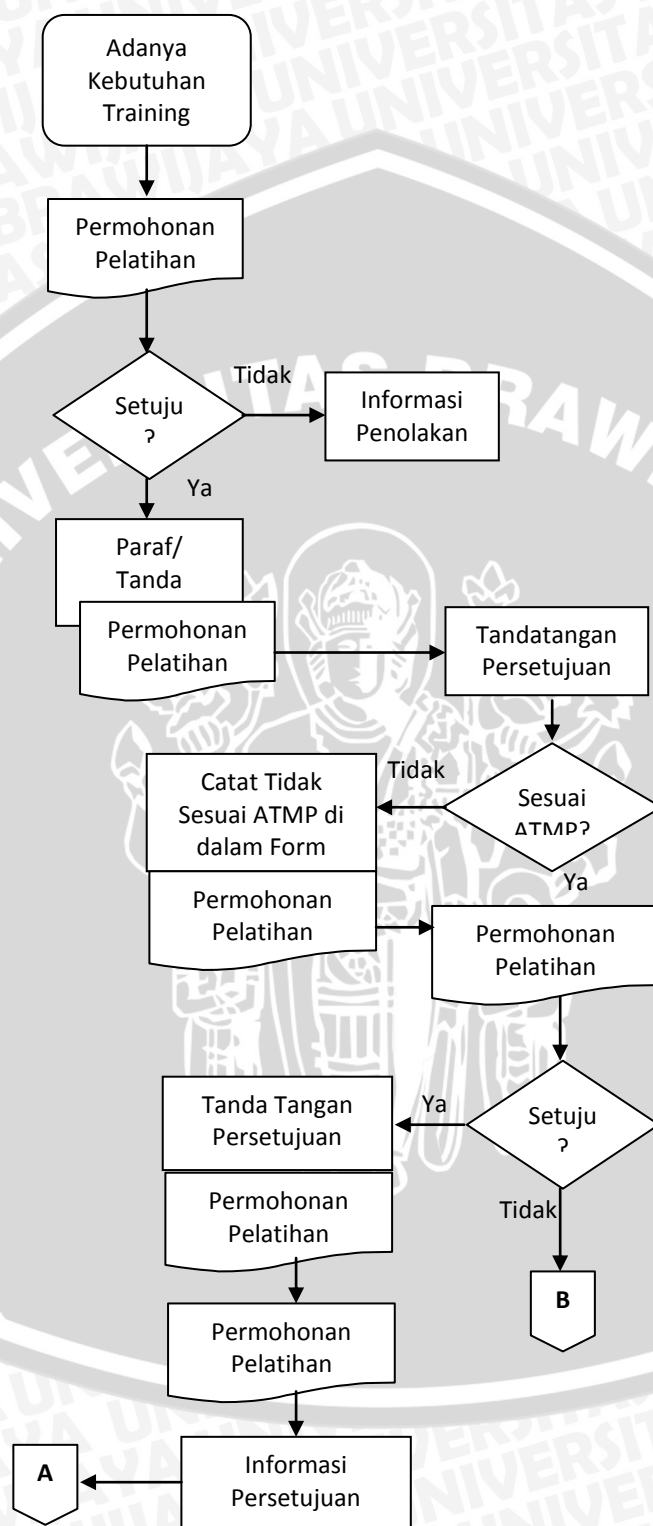 Adanya
Kebutuhan
Training
Permohonan
Pelatihan
Setuju
?
Tidak
Informasi
Penolakan
Ya
Paraf/
Tanda
Permohonan
Pelatihan
Tandatangan
Persetujuan
Sesuai
ATMP?
Tidak
Catat Tidak
Sesuai ATMP di
dalam Form
Permohonan
Pelatihan
Ya
Permohonan
Pelatihan
Setuju
?
Ya
Tanda Tangan
Persetujuan
Permohonan
Pelatihan
Tidak
B
Permohonan
Pelatihan
Informasi
Persetujuan
A